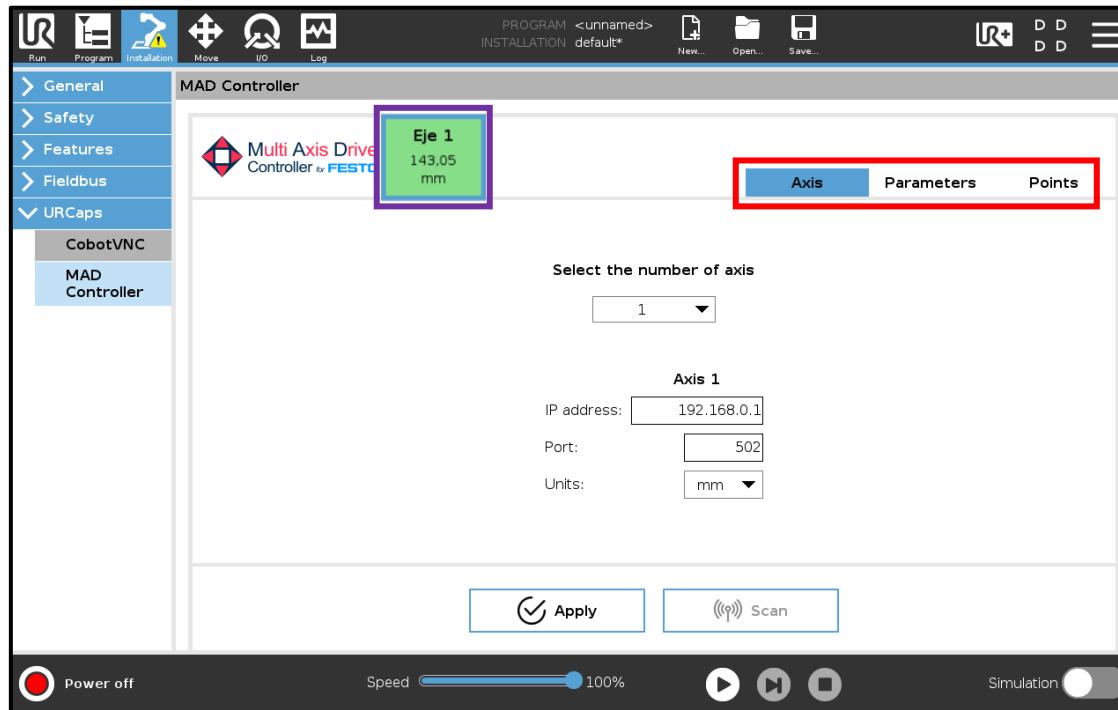 PROGRAM <unnamed>
INSTALLATION default*
Run Program Installation Move I/O Log New... Open... Save...
UR+
D D
D D
General
Safety
Features
Fieldbus
URCaps
CobotVNC
MAD
Controller
MAD Controller
Multi Axis Drive
Controller for FESTO
Eje 1
143,05
mm
Axis Parameters Points
Select the number of axis
1
Axis 1
IP address: 192.168.0.1
Port: 502
Units: mm
Apply Scan
Power off Speed 100% Simulation